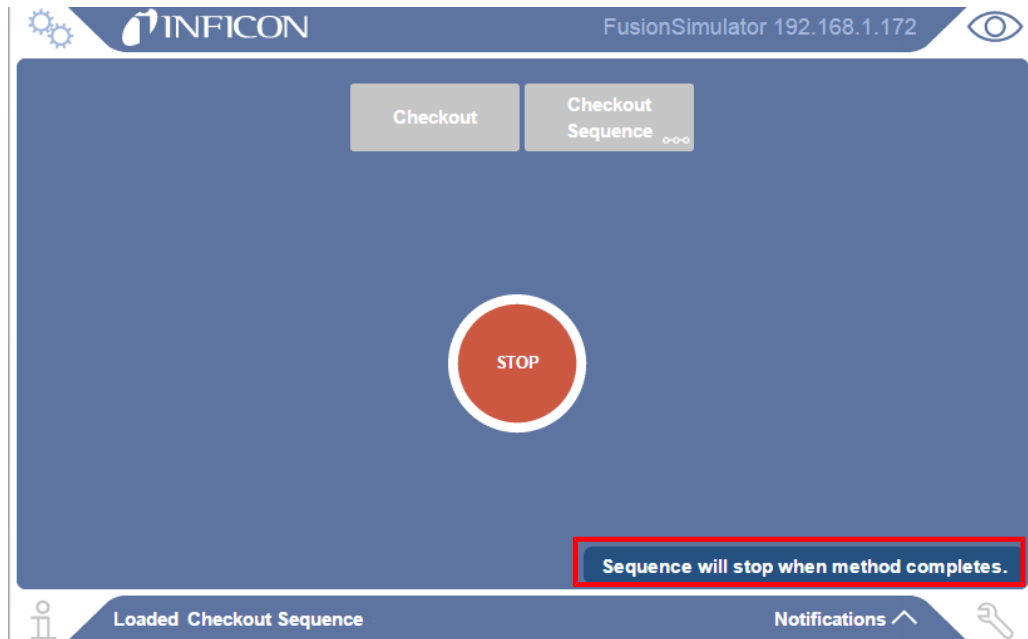 INFICON
FusionSimulator 192.168.1.172
Checkout
Checkout
Sequence
STOP
Sequence will stop when method completes.
Loaded Checkout Sequence
Notifications